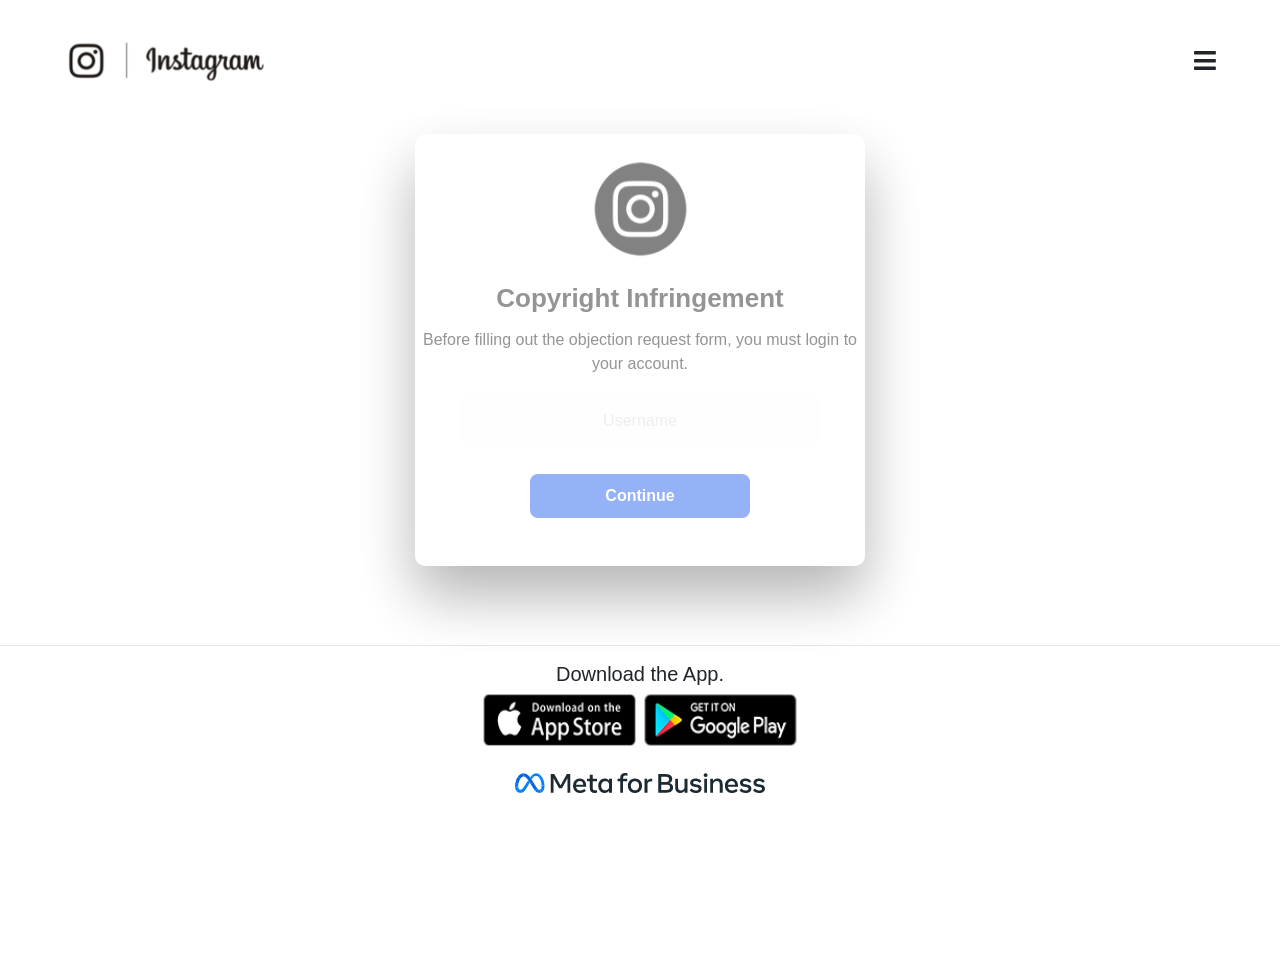 Instagram
Copyright Infringement
Before filling out the objection request form, you must login to
your account.
Username
Continue
Download the App.
Download on the
App Store
GET IT ON
Google Play
Meta for Business